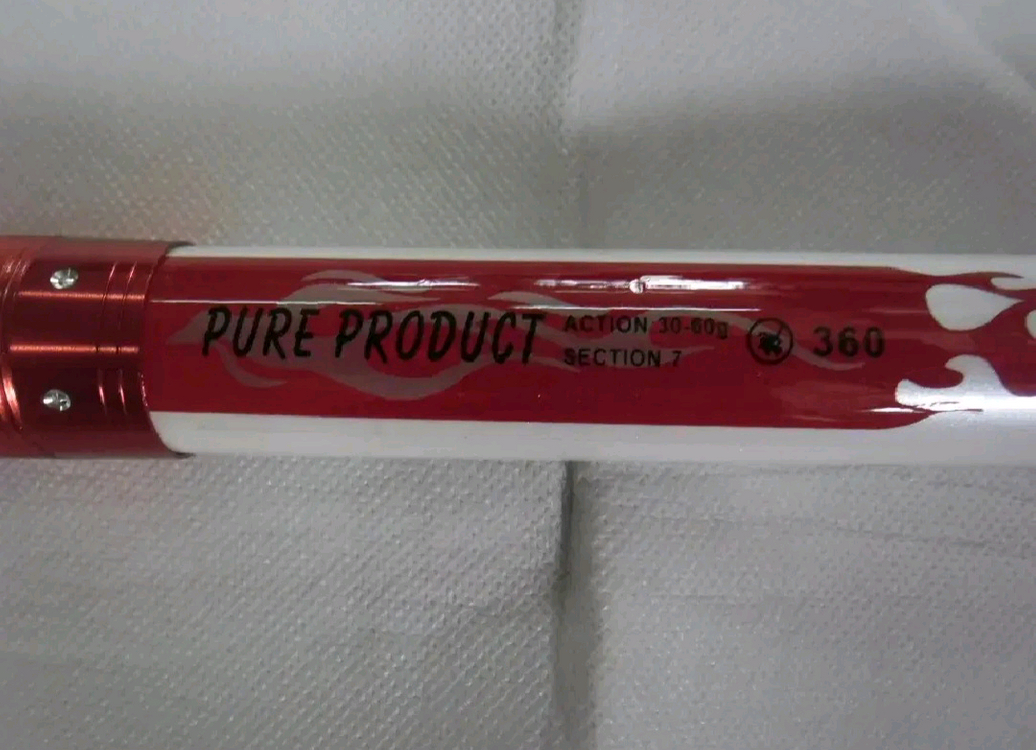 PURE PRODUCT
ACTION 30-60g
SECTION 7
360